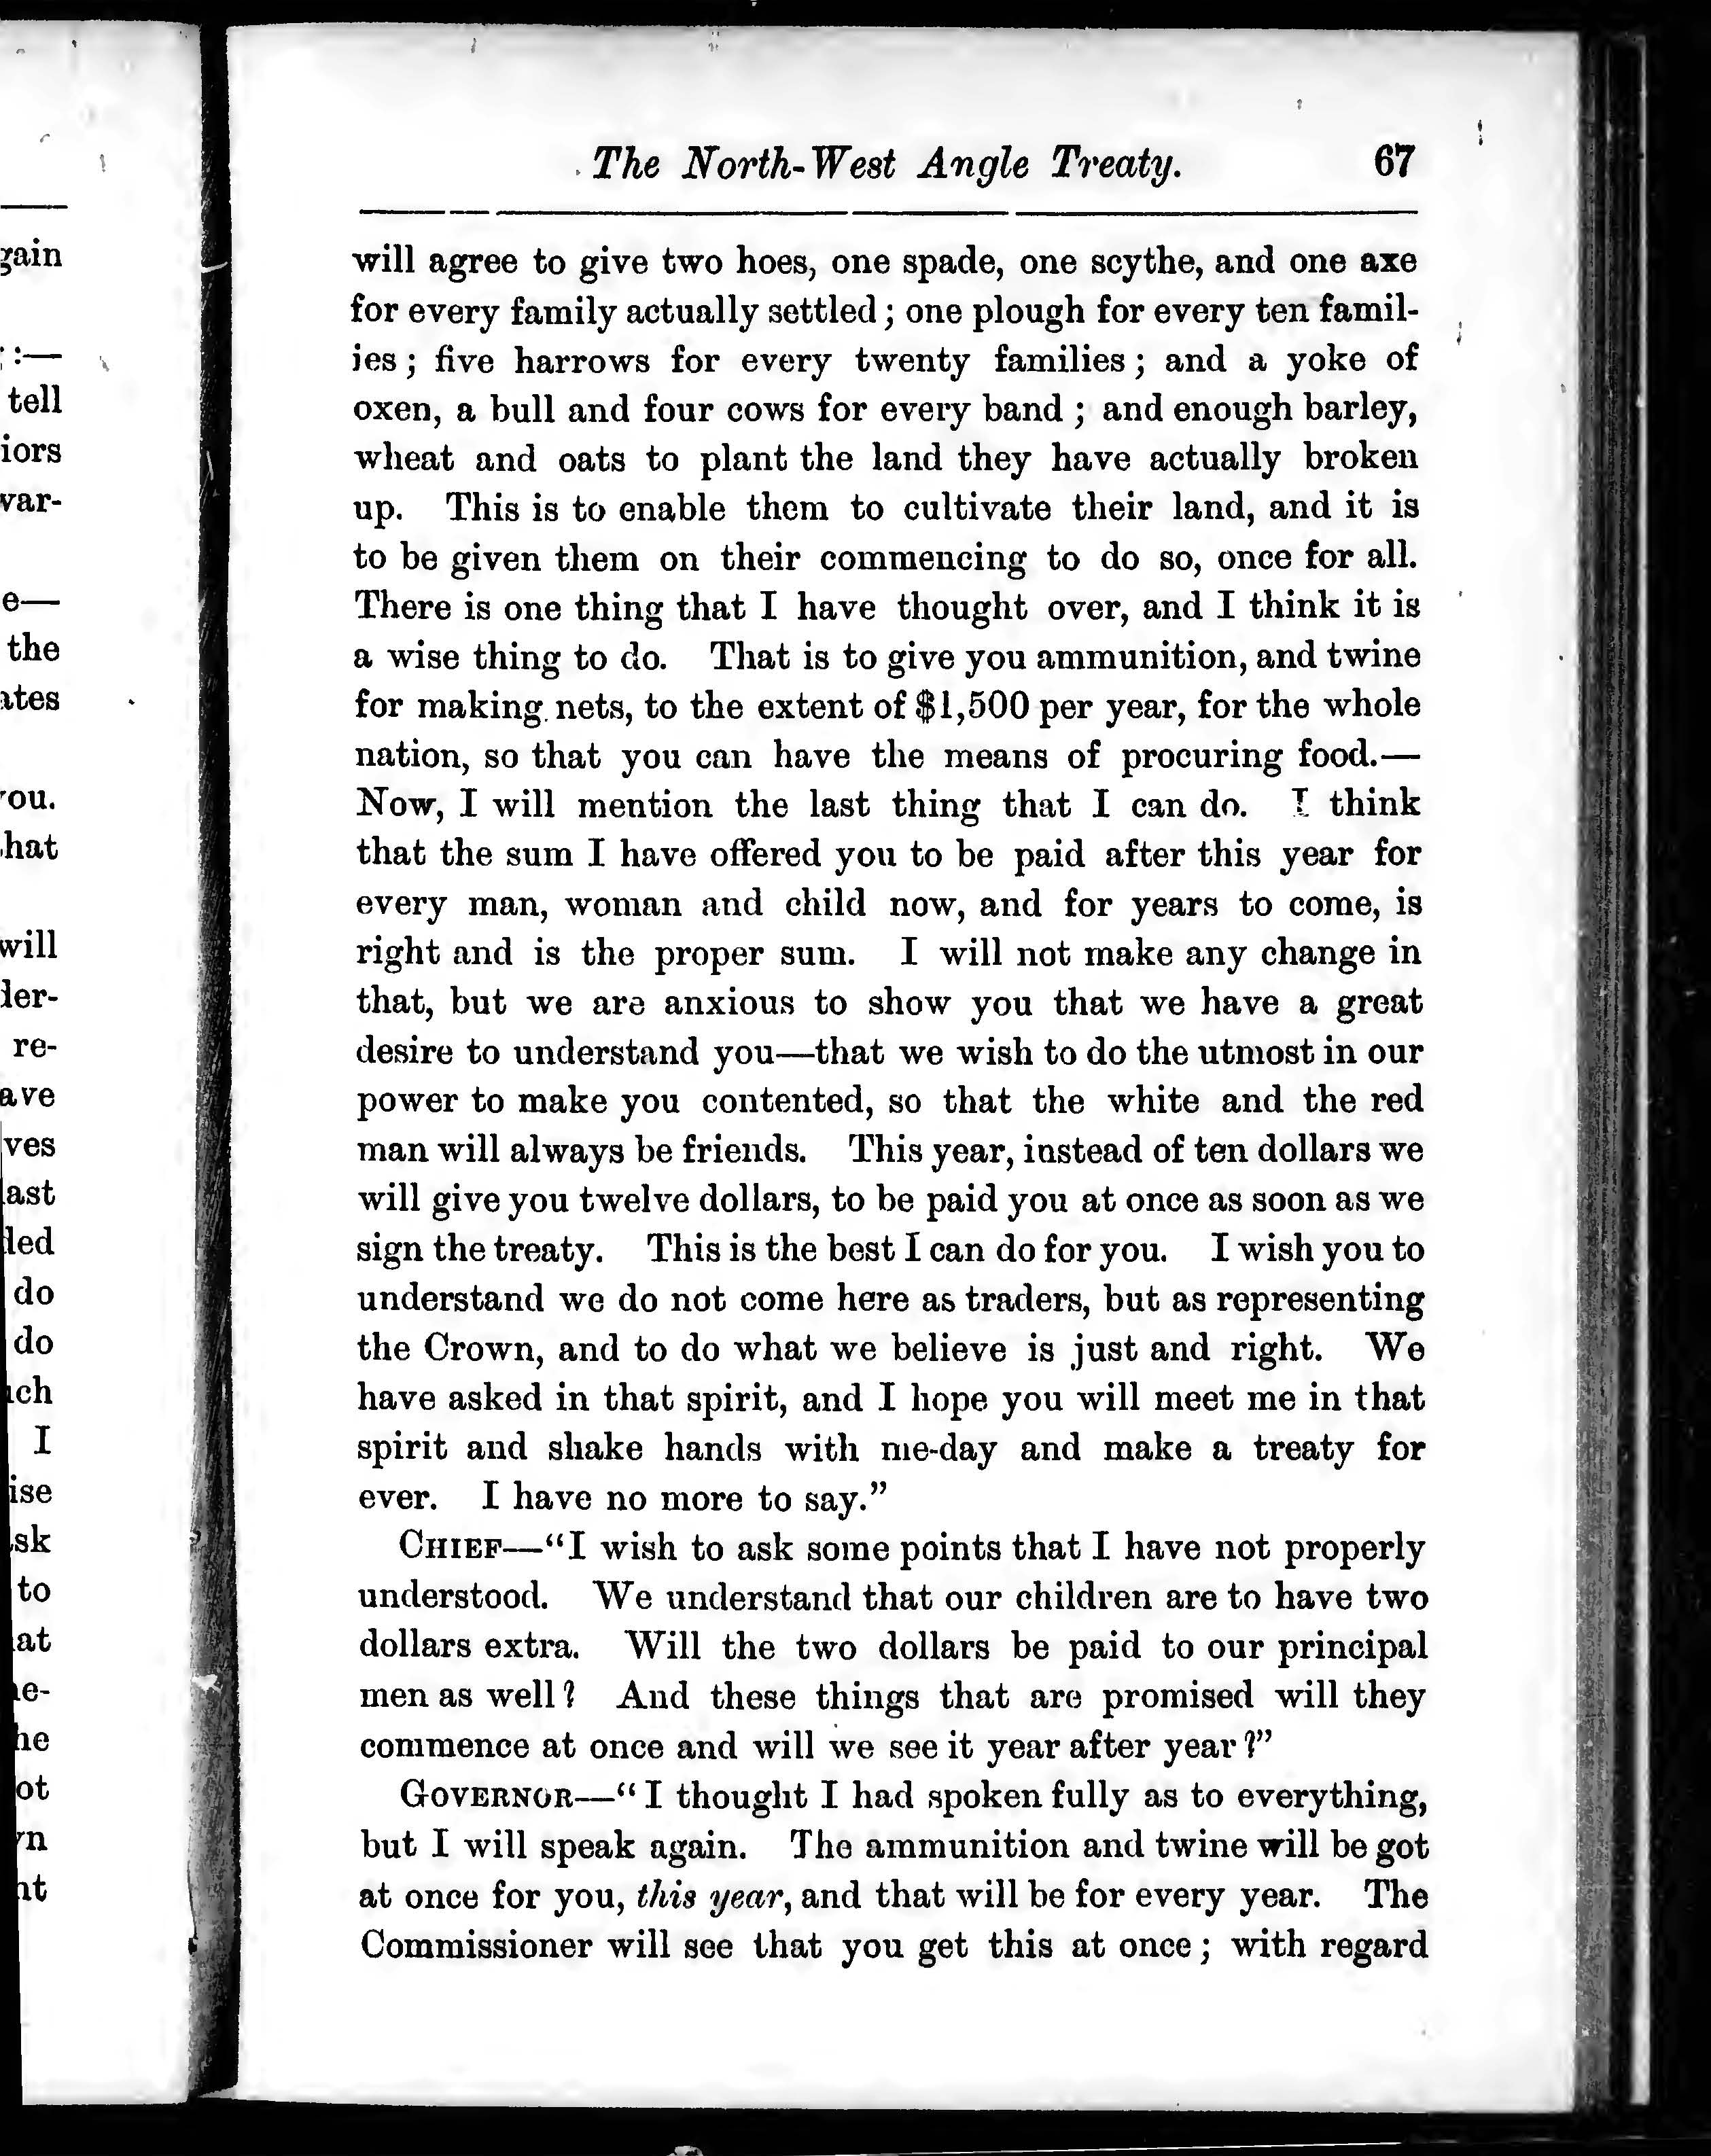 The North-West Angle Treaty. 67
will agree to give two hoes, one spade, one scythe, and one axe
for every family actually settled; one plough for every ten famil-
ies; five harrows for every twenty families; and a yoke of
oxen, a bull and four cows for every band; and enough barley,
wheat and oats to plant the land they have actually broken
up. This is to enable them to cultivate their land, and it is
to be given them on their commencing to do so, once for all.
There is one thing that I have thought over, and I think it is
a wise thing to do. That is to give you ammunition, and twine
for making nets, to the extent of $1,500 per year, for the whole
nation, so that you can have the means of procuring food.—
Now, I will mention the last thing that I can do. I think
that the sum I have offered you to be paid after this year for
every man, woman and child now, and for years to come, is
right and is the proper sum. I will not make any change in
that, but we are anxious to show you that we have a great
desire to understand you—that we wish to do the utmost in our
power to make you contented, so that the white and the red
man will always be friends. This year, instead of ten dollars we
will give you twelve dollars, to be paid you at once as soon as we
sign the treaty. This is the best I can do for you. I wish you to
understand we do not come here as traders, but as representing
the Crown, and to do what we believe is just and right. We
have asked in that spirit, and I hope you will meet me in that
spirit and shake hands with me-day and make a treaty for
ever. I have no more to say.”
CHIEF—“I wish to ask some points that I have not properly
understood. We understand that our children are to have two
dollars extra. Will the two dollars be paid to our principal
men as well? And these things that are promised will they
commence at once and will we see it year after year?”
GOVERNOR—“I thought I had spoken fully as to everything,
but I will speak again. The ammunition and twine will be got
at once for you, this year, and that will be for every year. The
Commissioner will see that you get this at once; with regard